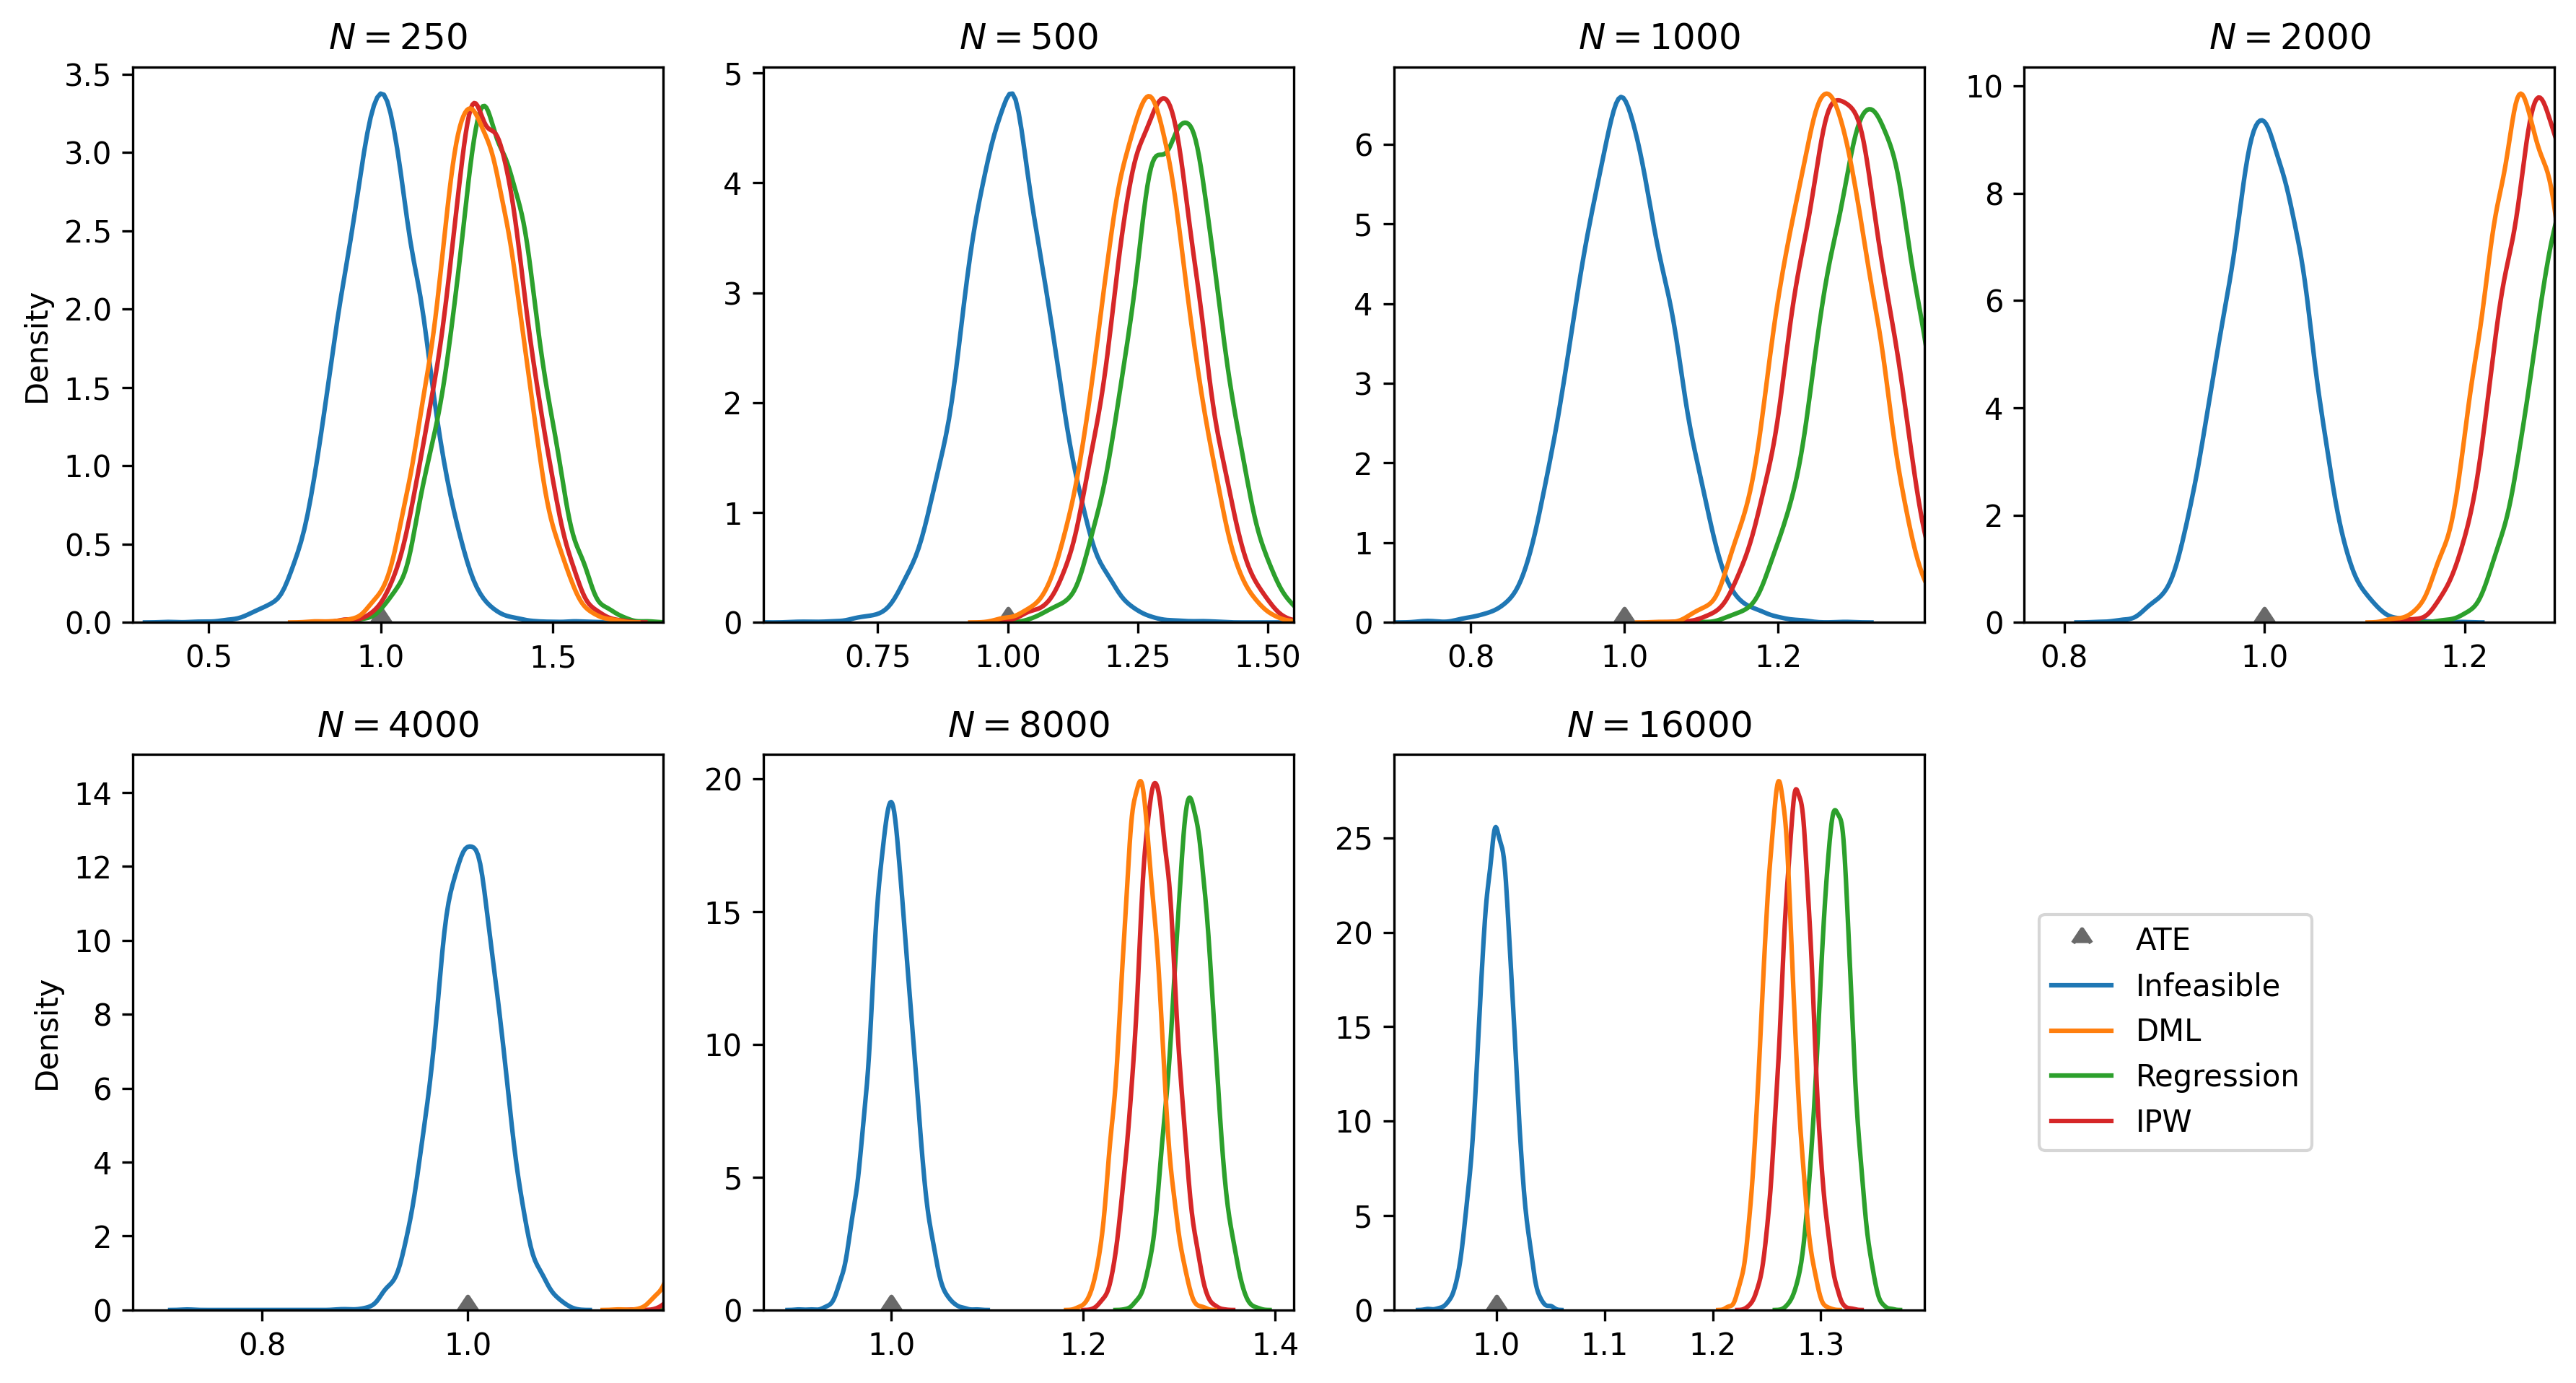 N = 250
N = 500
N = 1000
N = 2000
Density
3.5
3.0
2.5
2.0
1.5
1.0
0.5
0.0
0.5 1.0 1.5
5
4
3
2
1
0
0.75 1.00 1.25 1.50
6
5
4
3
2
1
0
0.8 1.0 1.2
10
8
6
4
2
0
0.8 1.0 1.2
N = 4000
N = 8000
N = 16000
Density
14
12
10
8
6
4
2
0
0.8 1.0
20
15
10
5
0
1.0 1.2 1.4
25
20
15
10
5
0
1.0 1.1 1.2 1.3
ATE
Infeasible
DML
Regression
IPW